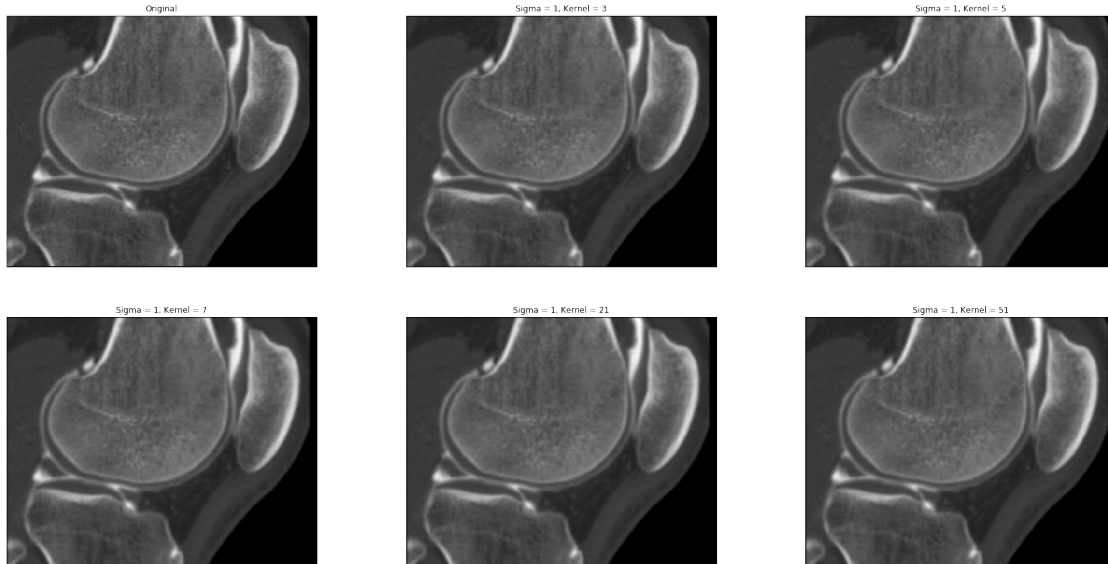 Original
Sigma = 1, Kernel = 3
Sigma = 1, Kernel = 5
Sigma = 1, Kernel = 7
Sigma = 1, Kernel = 21
Sigma = 1, Kernel = 51